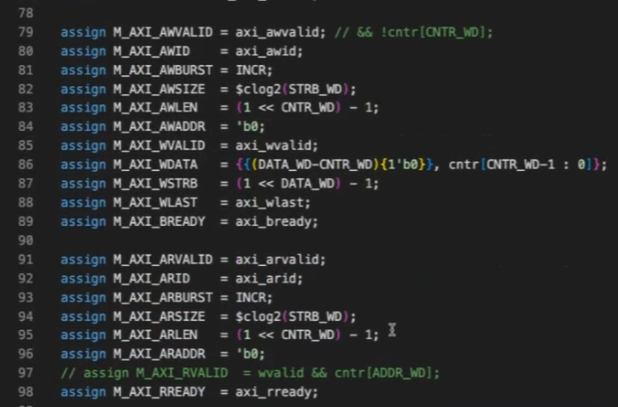 78
79 assign M_AXI_AWVALID = axi_awvalid; // && !cntr[CNTR_WD];
80 assign M_AXI_AWID = axi_awid;
81 assign M_AXI_AWBURST = INCR;
82 assign M_AXI_AWSIZE = $clog2(STRB_WD);
83 assign M_AXI_AWLEN = (1 << CNTR_WD) - 1;
84 assign M_AXI_AWADDR = 'b0;
85 assign M_AXI_WVALID = axi_wvalid;
86 assign M_AXI_WDATA = {{(DATA_WD-CNTR_WD){1'b0}}, cntr[CNTR_WD-1 : 0]};
87 assign M_AXI_WSTRB = (1 << DATA_WD) - 1;
88 assign M_AXI_WLAST = axi_wlast;
89 assign M_AXI_BREADY = axi_bready;
90
91 assign M_AXI_ARVALID = axi_arvalid;
92 assign M_AXI_ARID = axi_arid;
93 assign M_AXI_ARBURST = INCR;
94 assign M_AXI_ARSIZE = $clog2(STRB_WD);
95 assign M_AXI_ARLEN = (1 << CNTR_WD) - 1;
96 assign M_AXI_ARADDR = 'b0;
97 // assign M_AXI_RVALID = wvalid && cntr[ADDR_WD];
98 assign M_AXI_RREADY = axi_rready;